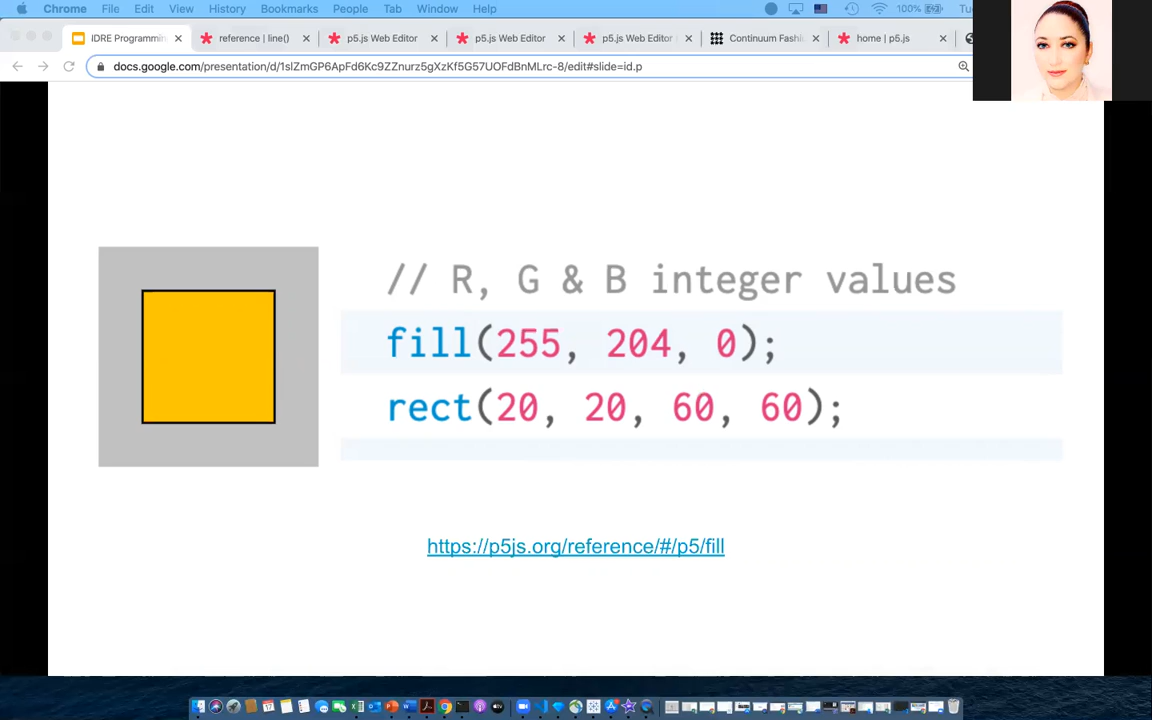 Chrome File Edit View History Bookmarks People Tab Window Help 100%
IDRE Programmin reference | line() p5.js Web Editor p5.js Web Editor p5.js Web Editor Continuum Fashi home | p5.js
docs.google.com/presentation/d/1slZmGP6ApFd6Kc9ZZnurz5gXzKf5G57UOFdBnMLrc-8/edit#slide=id.p
// R, G & B integer values
fill(255, 204, 0);
rect(20, 20, 60, 60);
https://p5js.org/reference/#/p5/fill